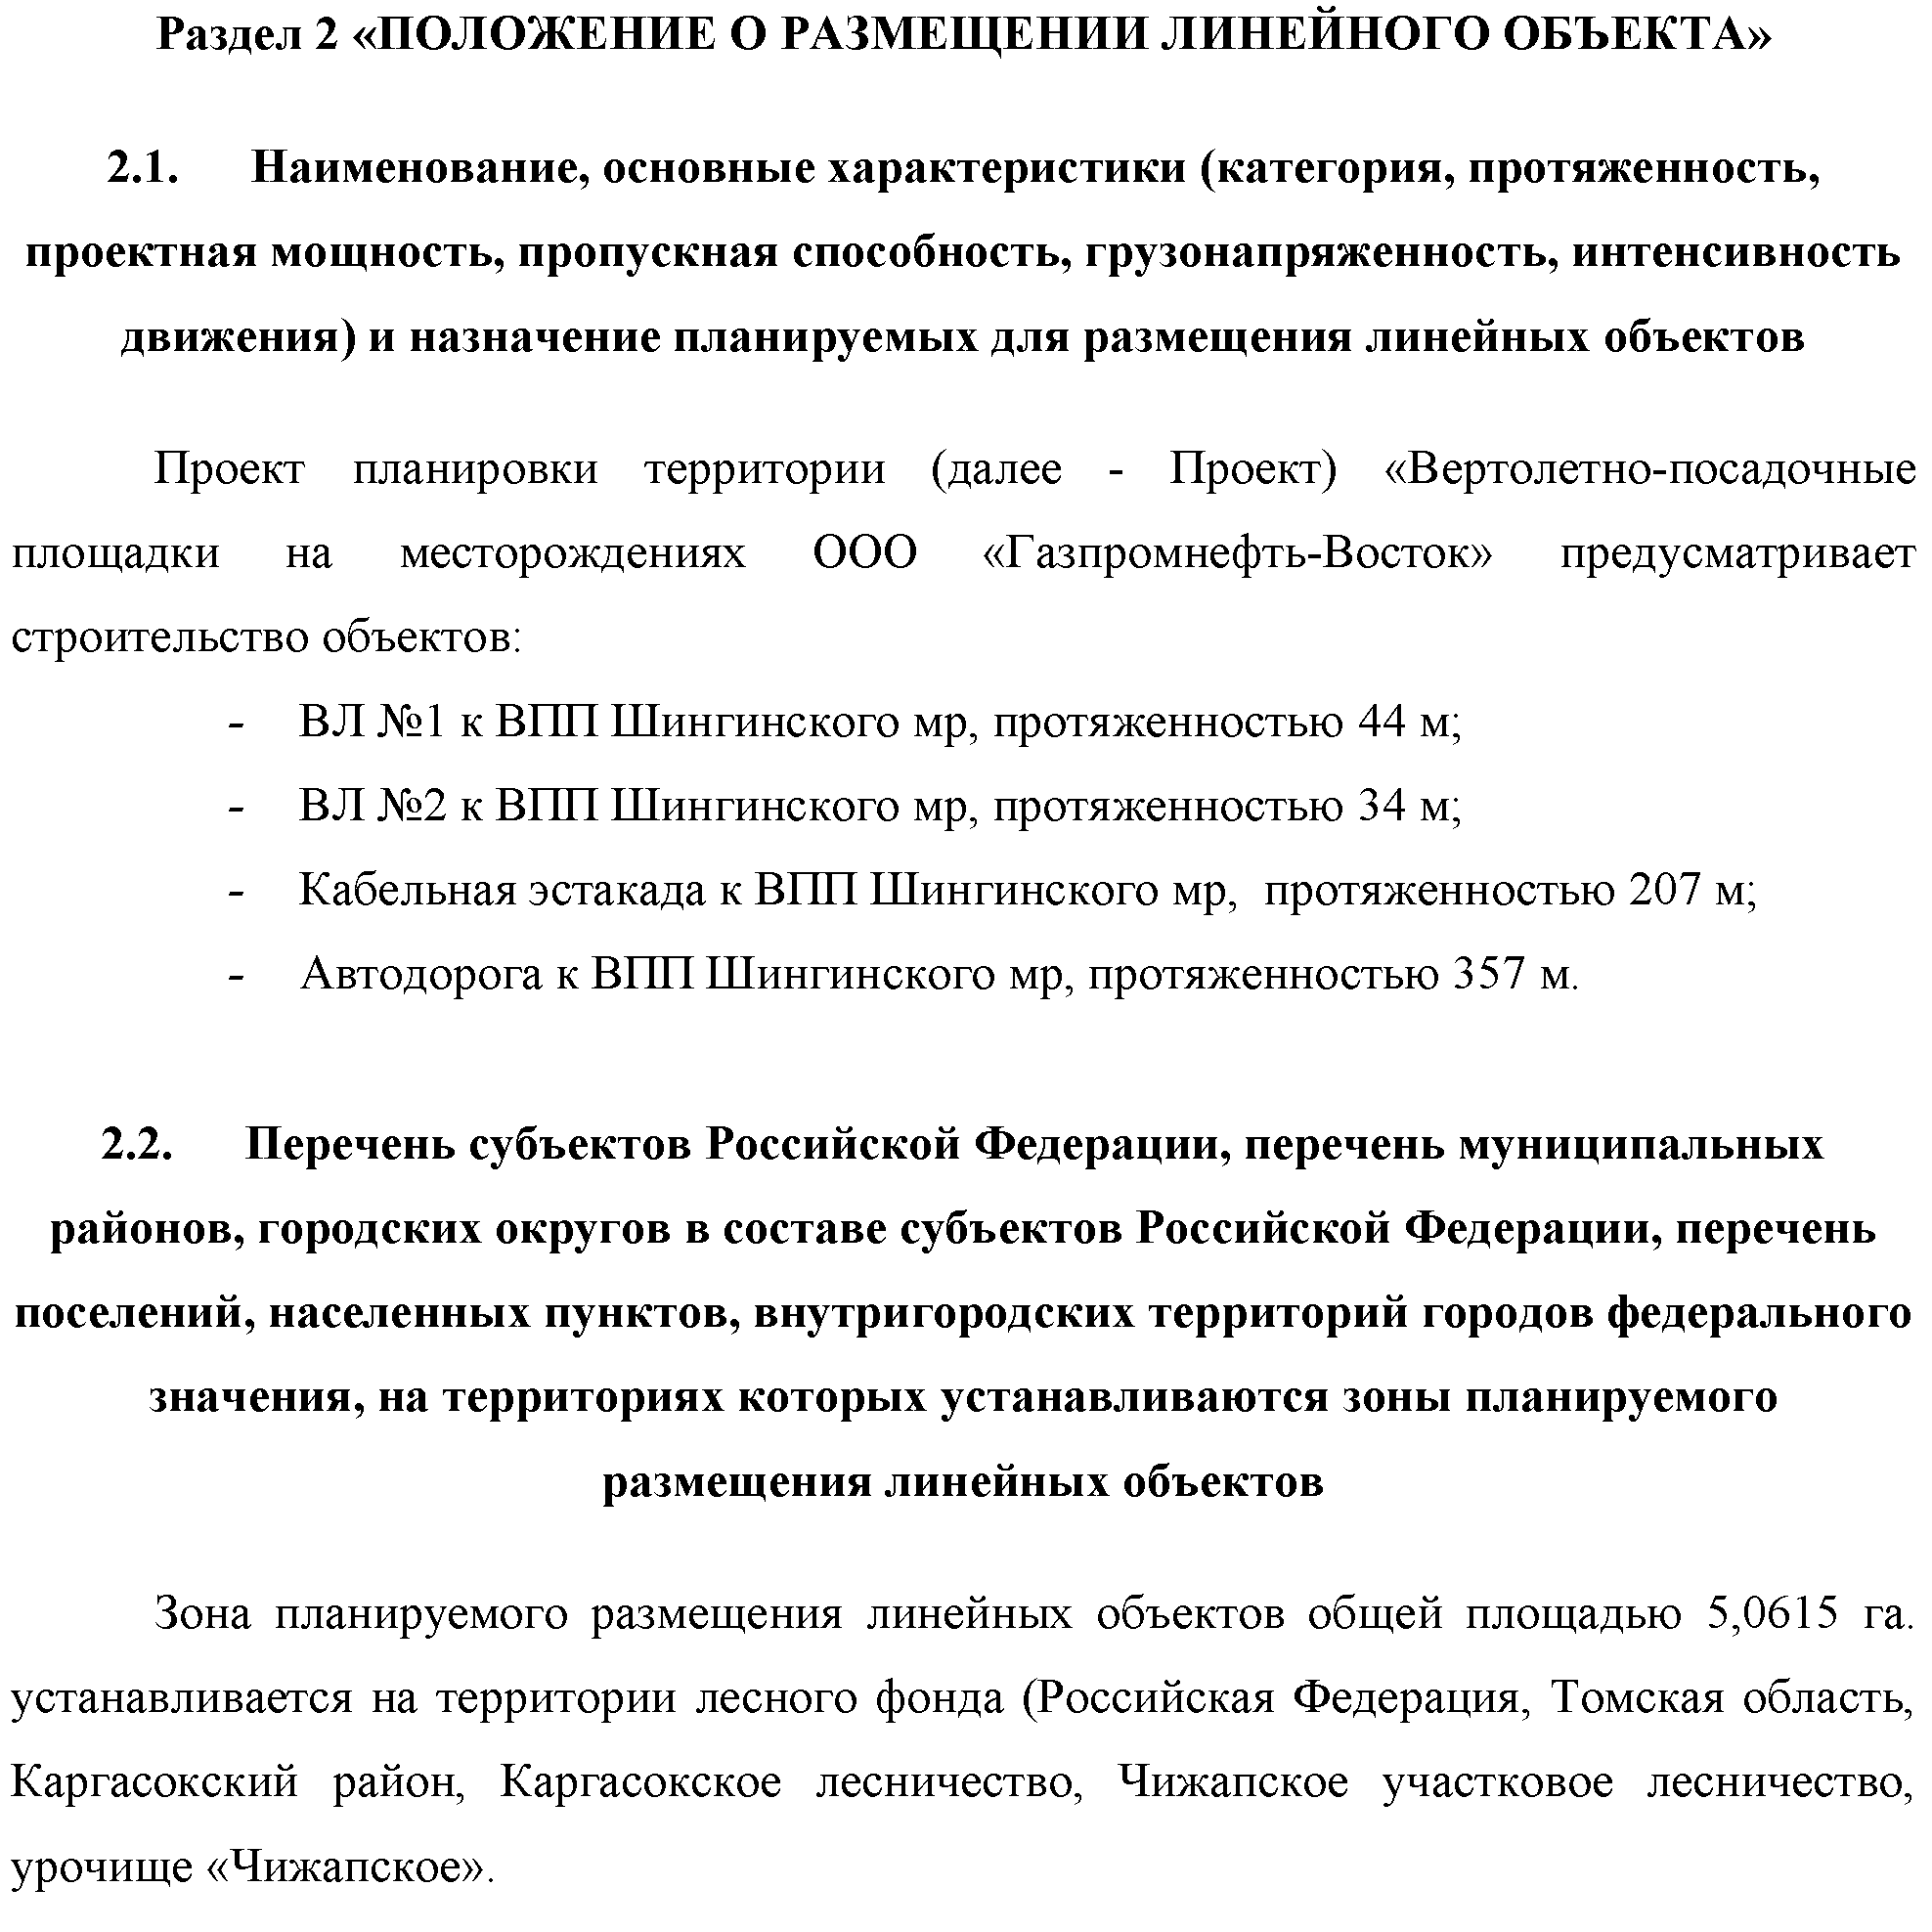 Раздел 2 «ПОЛОЖЕНИЕ О РАЗМЕЩЕНИИ ЛИНЕЙНОГО ОБЪЕКТА»
2.1. Наименование, основные характеристики (категория, протяженность,
проектная мощность, пропускная способность, грузонапряженность, интенсивность
движения) и назначение планируемых для размещения линейных объектов
Проект планировки территории (далее - Проект) «Вертолетно-посадочные
площадки на месторождениях ООО «Газпромнефть-Восток» предусматривает
строительство объектов:
- ВЛ №1 к ВПП Шингинского мр, протяженностью 44 м;
- ВЛ №2 к ВПП Шингинского мр, протяженностью 34 м;
- Кабельная эстакада к ВПП Шингинского мр, протяженностью 207 м;
- Автодорога к ВПП Шингинского мр, протяженностью 357 м.
2.2. Перечень субъектов Российской Федерации, перечень муниципальных
районов, городских округов в составе субъектов Российской Федерации, перечень
поселений, населенных пунктов, внутригородских территорий городов федерального
значения, на территориях которых устанавливаются зоны планируемого
размещения линейных объектов
Зона планируемого размещения линейных объектов общей площадью 5,0615 га.
устанавливается на территории лесного фонда (Российская Федерация, Томская область,
Каргасокский район, Каргасокское лесничество, Чижапское участковое лесничество,
урочище «Чижапское».